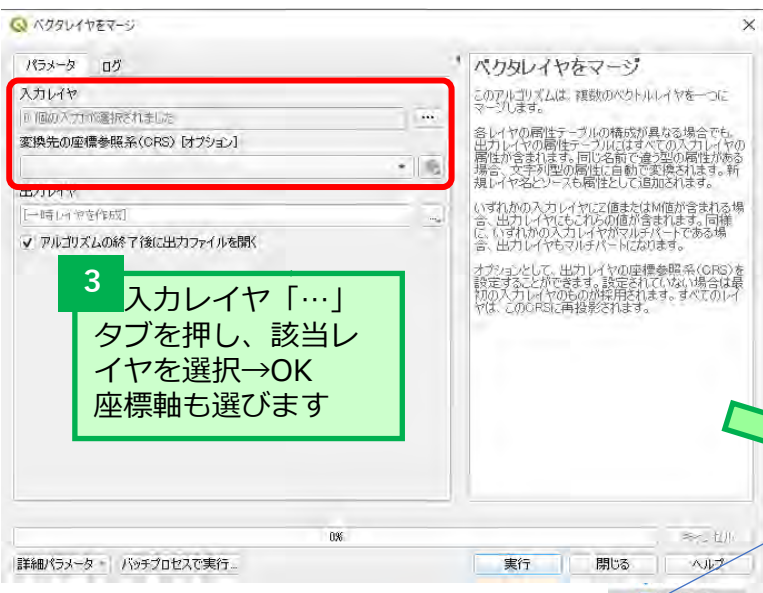 ベクタレイヤをマージ
パラメータ ログ
入力レイヤ
個の入力が選択されました
…
変換先の座標参照系(CRS) [オプション]
出力レイヤ
[一時レイヤを作成]
アルゴリズムの終了後に出力ファイルを開く
3
入力レイヤ「…」
タブを押し、該当レ
イヤを選択→OK
座標軸も選びます
ベクタレイヤをマージ
このアルゴリズムは、複数のベクトルレイヤを一つに
マージします。
各レイヤの属性テーブルの構成が異なる場合でも、
出力レイヤの属性テーブルにはすべての入力レイヤの
属性が含まれます。同じ名前で違う型の属性がある
場合、文字列型の属性に自動で変換されます。新
規レイヤ名とソースも属性として追加されます。
いずれかの入力レイヤにZ値またはM値が含まれる場
合、出力レイヤにもこれらの値が含まれます。同様
に、いずれかの入力レイヤがマルチパートである場
合、出力レイヤもマルチパートになります。
オプションとして、出力レイヤの座標参照系(CRS)を
設定することができます。設定されていない場合は最
初の入力レイヤのものが採用されます。すべてのレイ
ヤは、このCRSに再投影されます。
0%
キャンセル
詳細パラメータ バッチプロセスで実行...
実行 閉じる ヘルプ